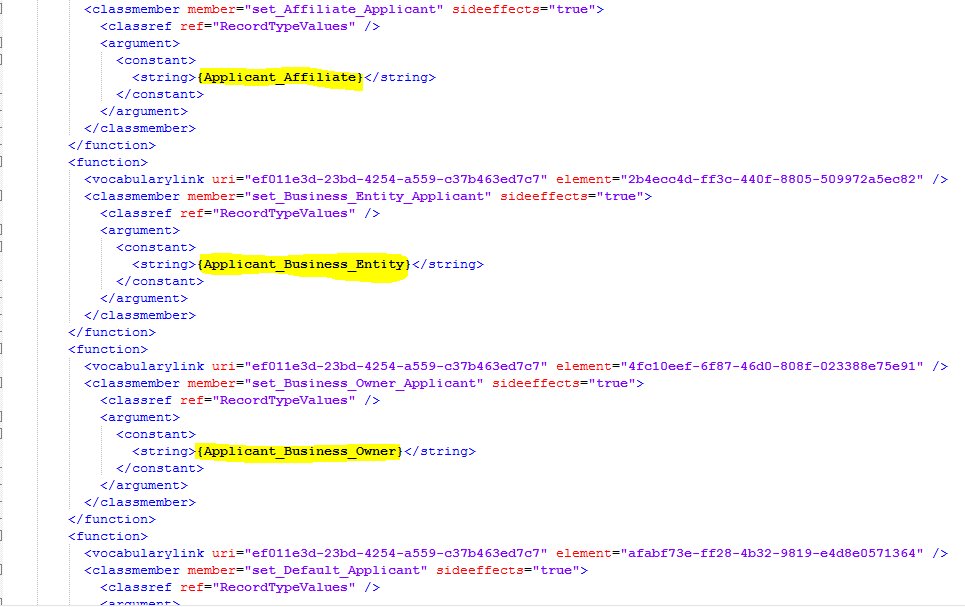 <classmember member="set_Affiliate_Applicant" sideeffects="true">
<classref ref="RecordTypeValues" />
<argument>
<constant>
<string>{Applicant_Affiliate}</string>
</constant>
</argument>
</classmember>
</function>
<function>
<vocabularylink uri="ef011e3d-23bd-4254-a559-c37b463ed7c7" element="2b4ecc4d-ff3c-440f-8805-509972a5ec82" />
<classmember member="set_Business_Entity_Applicant" sideeffects="true">
<classref ref="RecordTypeValues" />
<argument>
<constant>
<string>{Applicant_Business_Entity}</string>
</constant>
</argument>
</classmember>
</function>
<function>
<vocabularylink uri="ef011e3d-23bd-4254-a559-c37b463ed7c7" element="4fc10eef-6f87-46d0-808f-023388e75e91" />
<classmember member="set_Business_Owner_Applicant" sideeffects="true">
<classref ref="RecordTypeValues" />
<argument>
<constant>
<string>{Applicant_Business_Owner}</string>
</constant>
</argument>
</classmember>
</function>
<function>
<vocabularylink uri="ef011e3d-23bd-4254-a559-c37b463ed7c7" element="afabf73e-ff28-4b32-9819-e4d8e0571364" />
<classmember member="set_Default_Applicant" sideeffects="true">
<classref ref="RecordTypeValues" />
<argument>